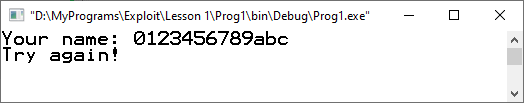 "D:\MyPrograms\Exploit\Lesson 1\Prog1\bin\Debug\Prog1.exe"
Your name: 0123456789abc
Try again!